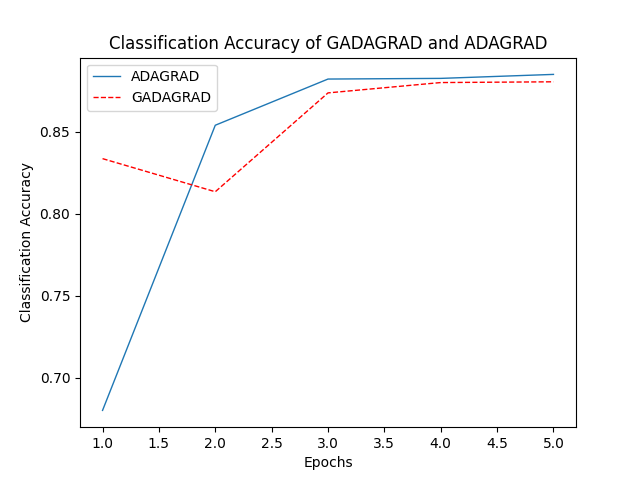 Classification Accuracy of GADAGRAD and ADAGRAD
ADAGRAD
GADAGRAD
0.85
0.80
0.75
0.70
Classification Accuracy
1.0 1.5 2.0 2.5 3.0 3.5 4.0 4.5 5.0
Epochs